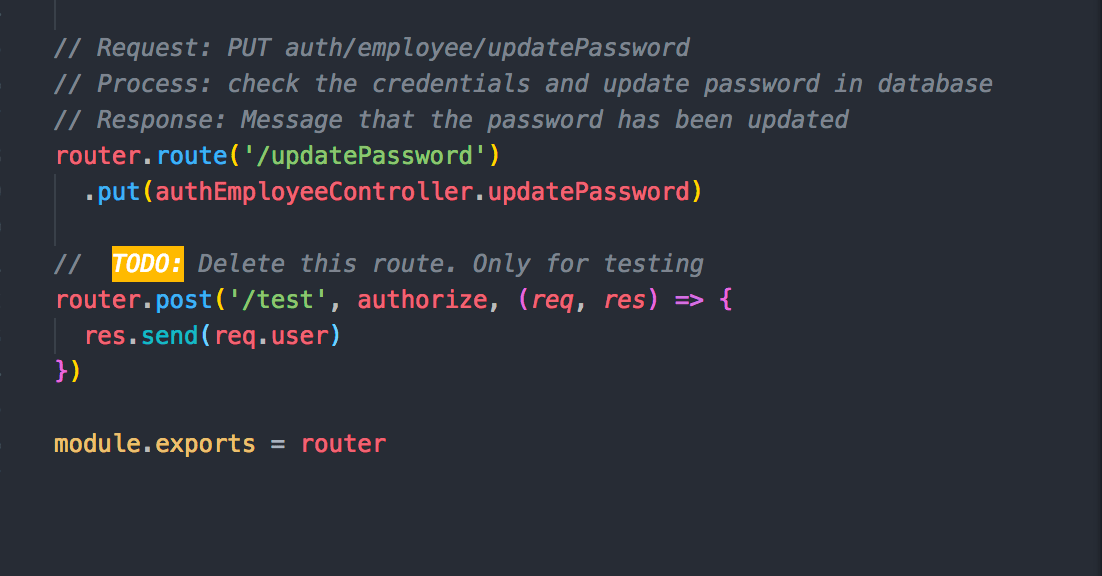 // Request: PUT auth/employee/updatePassword
// Process: check the credentials and update password in database
// Response: Message that the password has been updated
router.route('/updatePassword')
.put(authEmployeeController.updatePassword)
// TODO: Delete this route. Only for testing
router.post('/test', authorize, (req, res) => {
res.send(req.user)
})
module.exports = router